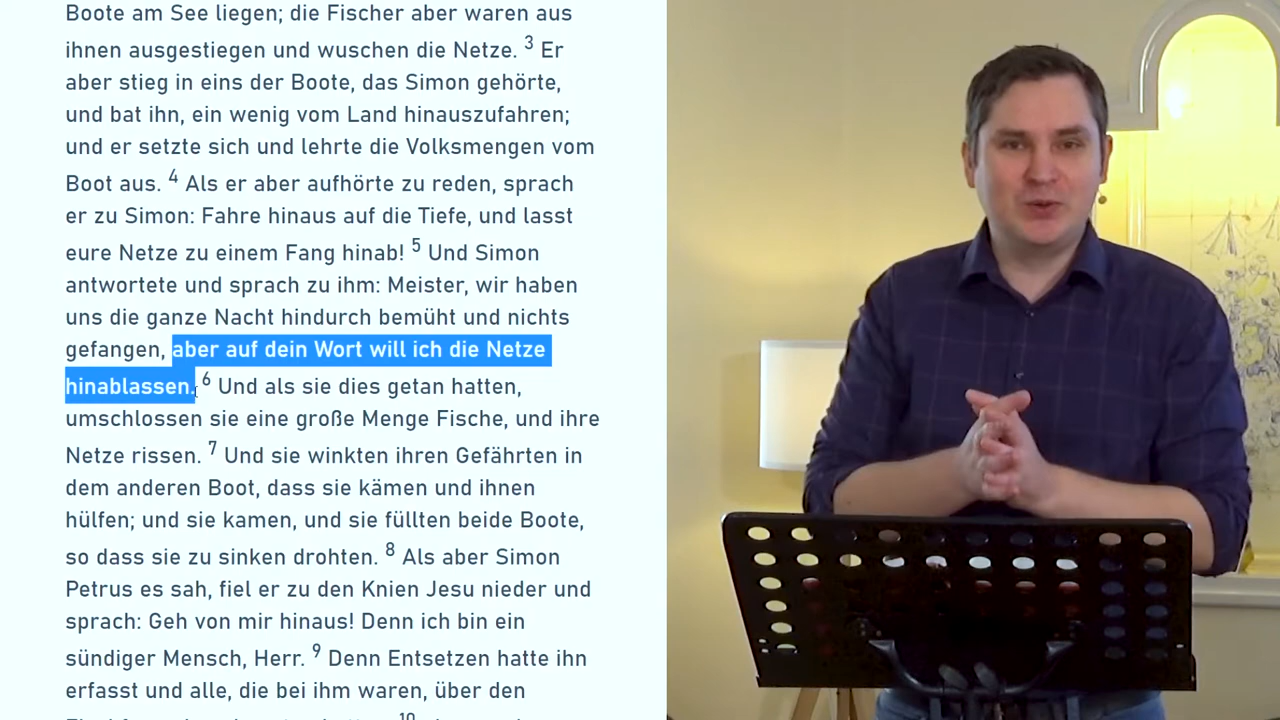 Boote am See liegen; die Fischer aber waren aus
ihnen ausgestiegen und wuschen die Netze. 3 Er
aber stieg in eins der Boote, das Simon gehörte,
und bat ihn, ein wenig vom Land hinauszufahren;
und er setzte sich und lehrte die Volksmengen vom
Boot aus. 4 Als er aber aufhörte zu reden, sprach
er zu Simon: Fahre hinaus auf die Tiefe, und lasst
eure Netze zu einem Fang hinab! 5 Und Simon
antwortete und sprach zu ihm: Meister, wir haben
uns die ganze Nacht hindurch bemüht und nichts
gefangen, aber auf dein Wort will ich die Netze
hinablassen. 6 Und als sie dies getan hatten,
umschlossen sie eine große Menge Fische, und ihre
Netze rissen. 7 Und sie winkten ihren Gefährten in
dem anderen Boot, dass sie kämen und ihnen
hülfen; und sie kamen, und sie füllten beide Boote,
so dass sie zu sinken drohten. 8 Als aber Simon
Petrus es sah, fiel er zu den Knien Jesu nieder und
sprach: Geh von mir hinaus! Denn ich bin ein
sündiger Mensch, Herr. 9 Denn Entsetzen hatte ihn
erfasst und alle, die bei ihm waren, über den
10